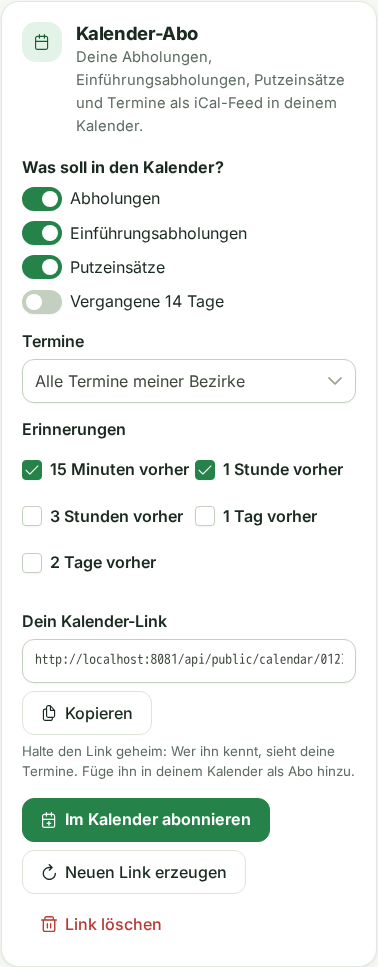 Kalender-Abo
Deine Abholungen,
Einführungsabholungen, Putzeinsätze
und Termine als iCal-Feed in deinem
Kalender.
Was soll in den Kalender?
Abholungen
Einführungsabholungen
Putzeinsätze
Vergangene 14 Tage
Termine
Alle Termine meiner Bezirke
Erinnerungen
15 Minuten vorher 1 Stunde vorher
3 Stunden vorher 1 Tag vorher
2 Tage vorher
Dein Kalender-Link
http://localhost:8081/api/public/calendar/012
Kopieren
Halte den Link geheim: Wer ihn kennt, sieht deine
Termine. Füge ihn in deinem Kalender als Abo hinzu.
Im Kalender abonnieren
Neuen Link erzeugen
Link löschen